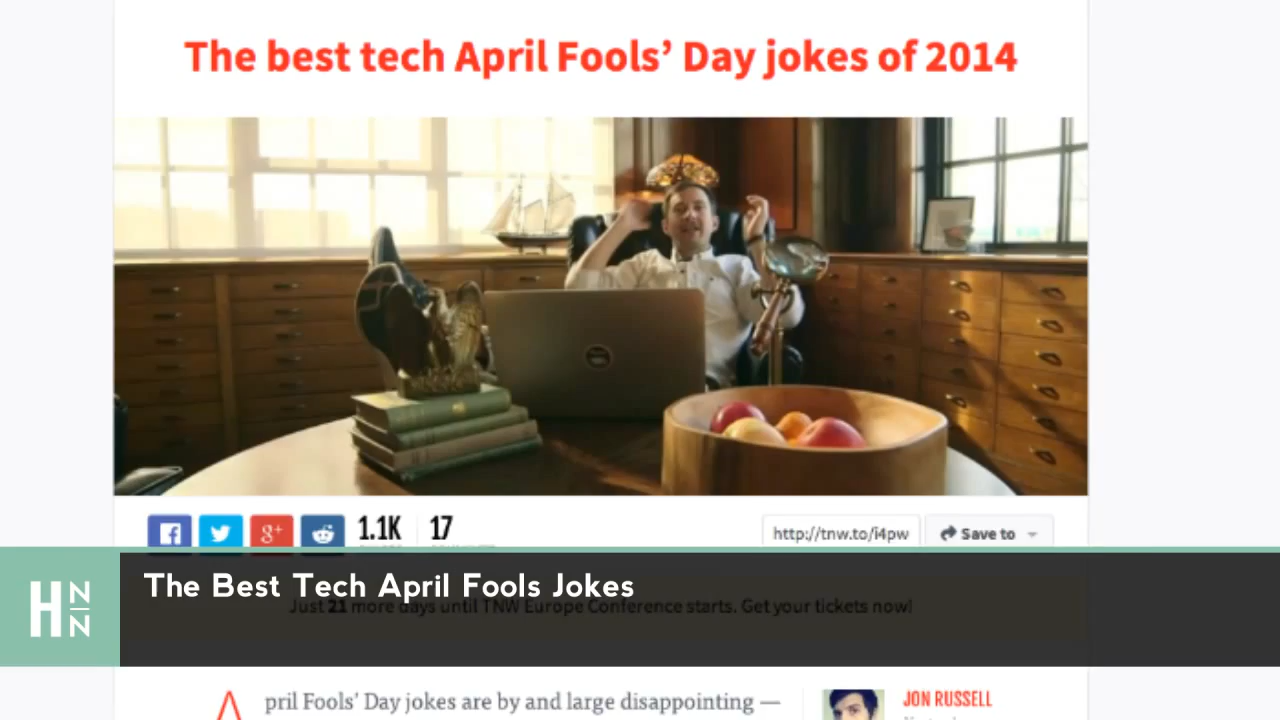 The best tech April Fools’ Day jokes of 2014
1.1K 17
http://tnw.to/i4pw Save to
H N N
The Best Tech April Fools Jokes
Just 21 more days until TNW Europe Conference starts. Get your tickets now!
April Fools’ Day jokes are by and large disappointing —
JON RUSSELL